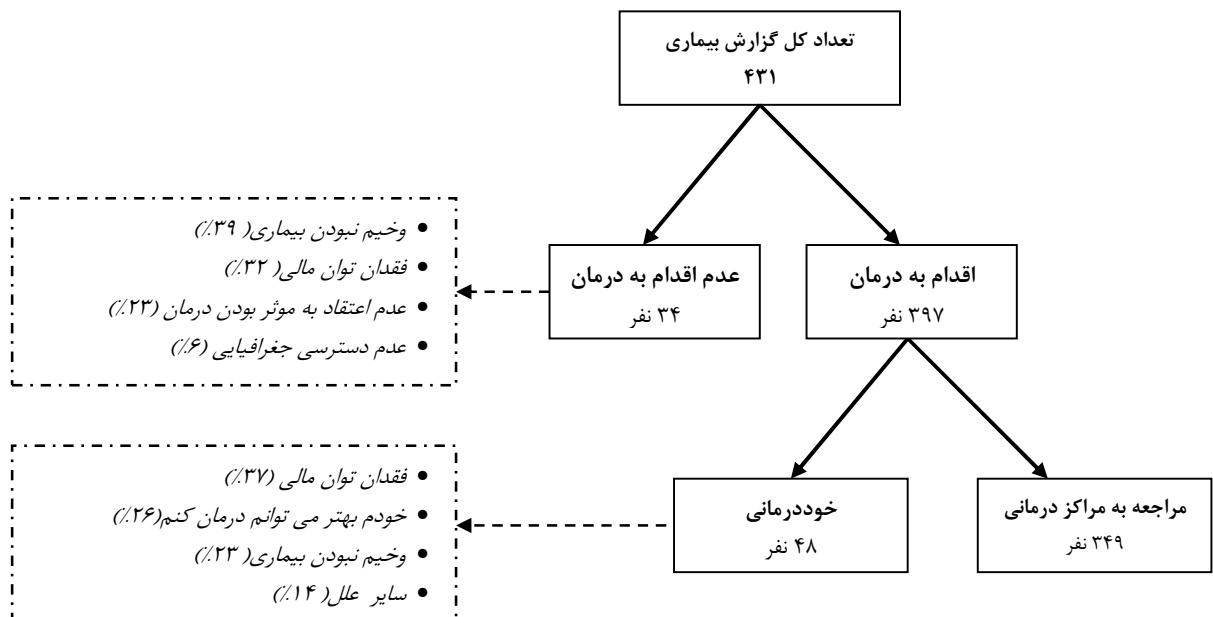 تعداد کل گزارش بیماری
۴۳۱
اقدام به درمان
۳۹۷ نفر
عدم اقدام به درمان
۳۴ نفر
• وخیم نبودن بیماری( ۳۹٪)
• فقدان توان مالی( ۳۲٪)
• عدم اعتقاد به موثر بودن درمان (۲۳٪)
• عدم دسترسی جغرافیایی (۶٪)
مراجعه به مراکز درمانی
۳۴۹ نفر
خوددرمانی
۴۸ نفر
• فقدان توان مالی (۳۷٪)
• خودم بهتر می توانم درمان کنم(۲۶٪)
• وخیم نبودن بیماری( ۲۳٪)
• سایر علل( ۱۴٪)